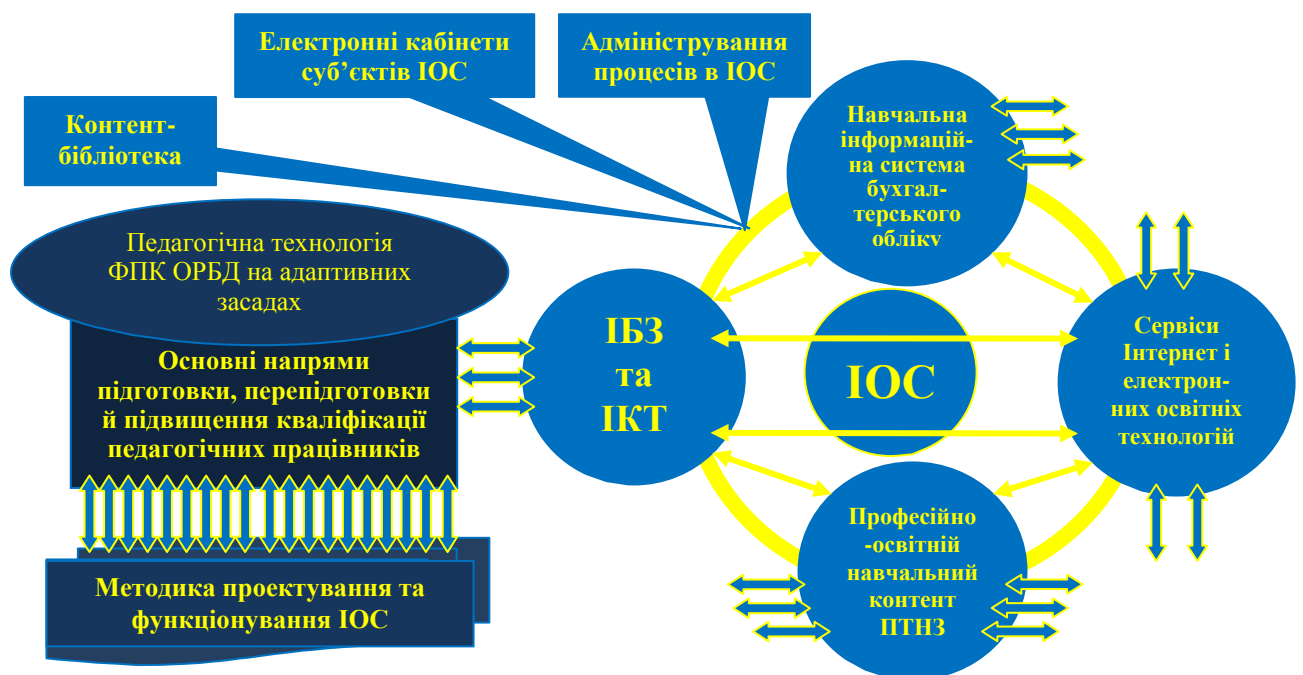 Електронні кабінети
суб’єктів ІОС
Адміністрування
процесів в ІОС
Контент-
бібліотека
Навчальна
інформацій-
на система
бухгал-
терського
обліку
Педагогічна технологія
ФПК ОРБД на адаптивних
засадах
Основні напрями
підготовки, перепідготовки
й підвищення кваліфікації
педагогічних працівників
ІБЗ
та
ІКТ
ІОС
Сервіси
Інтернет і
електрон-
них освітніх
технологій
Професійно
-освітній
навчальний
контент
ПТНЗ
Методика проектування та
функціонування ІОС